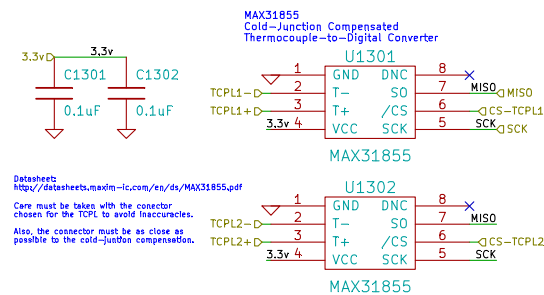 MAX31855
Cold-Junction Compensated
Thermocouple-to-Digital Converter
3.3v 3.3v
C1301 C1302
0.1uF 0.1uF
U1301
1 GND DNC 8
TCPL1- 2 T- SO 7 MISO MISO
TCPL1+ 3 T+ /CS 6 CS-TCPL1
3.3v 4 VCC SCK 5 SCK SCK
MAX31855
Datasheet:
http://datasheets.maxim-ic.com/en/ds/MAX31855.pdf
Care must be taken with the conector
chosen for the TCPL to avoid inaccuracies.
Also, the connector must be as close as
possible to the cold-juntion compensation.
U1302
1 GND DNC 8
TCPL2- 2 T- SO 7 MISO
TCPL2+ 3 T+ /CS 6 CS-TCPL2
3.3v 4 VCC SCK 5 SCK
MAX31855